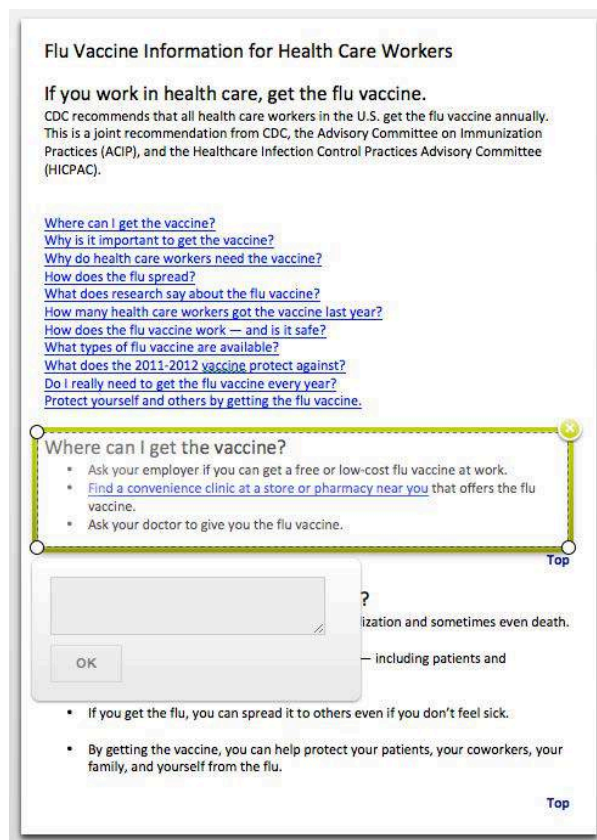 Flu Vaccine Information for Health Care Workers
If you work in health care, get the flu vaccine.
CDC recommends that all health care workers in the U.S. get the flu vaccine annually.
This is a joint recommendation from CDC, the Advisory Committee on Immunization
Practices (ACIP), and the Healthcare Infection Control Practices Advisory Committee
(HICPAC).
Where can I get the vaccine?
Why is it important to get the vaccine?
Why do health care workers need the vaccine?
How does the flu spread?
What does research say about the flu vaccine?
How many health care workers got the vaccine last year?
How does the flu vaccine work — and is it safe?
What types of flu vaccine are available?
What does the 2011-2012 vaccine protect against?
Do I really need to get the flu vaccine every year?
Protect yourself and others by getting the flu vaccine.
Where can I get the vaccine?
• Ask your employer if you can get a free or low-cost flu vaccine at work.
• Find a convenience clinic at a store or pharmacy near you that offers the flu
vaccine.
• Ask your doctor to give you the flu vaccine.
Top
?
ization and sometimes even death.
— including patients and
OK
• If you get the flu, you can spread it to others even if you don't feel sick.
• By getting the vaccine, you can help protect your patients, your coworkers, your
family, and yourself from the flu.
Top